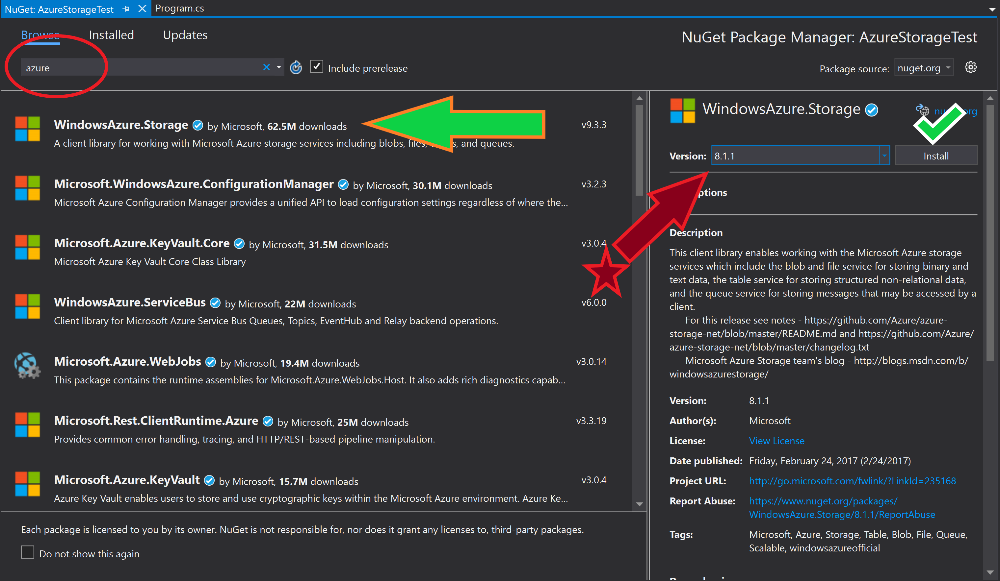 NuGet: AzureStorageTest
Program.cs
Browse
Installed
Updates
NuGet Package Manager: AzureStorageTest
azure
Include prerelease
Package source:
nuget.org
WindowsAzure.Storage by Microsoft, 62.5M downloads
v9.3.3
A client library for working with Microsoft Azure storage services including blobs, files, and queues.
Microsoft.WindowsAzure.ConfigurationManager by Microsoft, 30.1M downloads
v3.2.3
Microsoft Azure Configuration Manager provides a unified API to load configuration settings regardless of where the...
Microsoft.Azure.KeyVault.Core by Microsoft, 31.5M downloads
v3.0.4
Microsoft Azure Key Vault Core Class Library
WindowsAzure.ServiceBus by Microsoft, 22M downloads
v6.0.0
Client library for Microsoft Azure Service Bus Queues, Topics, EventHub and Relay backend operations.
Microsoft.Azure.WebJobs by Microsoft, 19.4M downloads
v3.0.14
This package contains the runtime assemblies for Microsoft.Azure.WebJobs.Host. It also adds rich diagnostics capab...
Microsoft.Rest.ClientRuntime.Azure by Microsoft, 25M downloads
v3.3.19
Provides common error handling, tracing, and HTTP/REST-based pipeline manipulation.
Microsoft.Azure.KeyVault by Microsoft, 15.7M downloads
v3.0.4
Azure Key Vault enables users to store and use cryptographic keys within the Microsoft Azure environment. Azure Ke...
Each package is licensed to you by its owner. NuGet is not responsible for, nor does it grant any licenses to, third-party packages.
Do not show this again
WindowsAzure.Storage
Version:
8.1.1
Install
Description
This client library enables working with the Microsoft Azure storage
services which include the blob and file service for storing binary and
text data, the table service for storing structured non-relational data,
and the queue service for storing messages that may be accessed by a
client.
For this release see notes - https://github.com/Azure/azure-
storage-net/blob/master/README.md and https://github.com/Azure/
azure-storage-net/blob/master/changelog.txt
Microsoft Azure Storage team's blog - http://blogs.msdn.com/b/
windowsazurestorage/
Version: 8.1.1
Author(s): Microsoft
License: View License
Date published: Friday, February 24, 2017 (2/24/2017)
Project URL: http://go.microsoft.com/fwlink/?LinkId=235168
Report Abuse: https://www.nuget.org/packages/
WindowsAzure.Storage/8.1.1/ReportAbuse
Tags: Microsoft, Azure, Storage, Table, Blob, File, Queue,
Scalable, windowsazureofficial